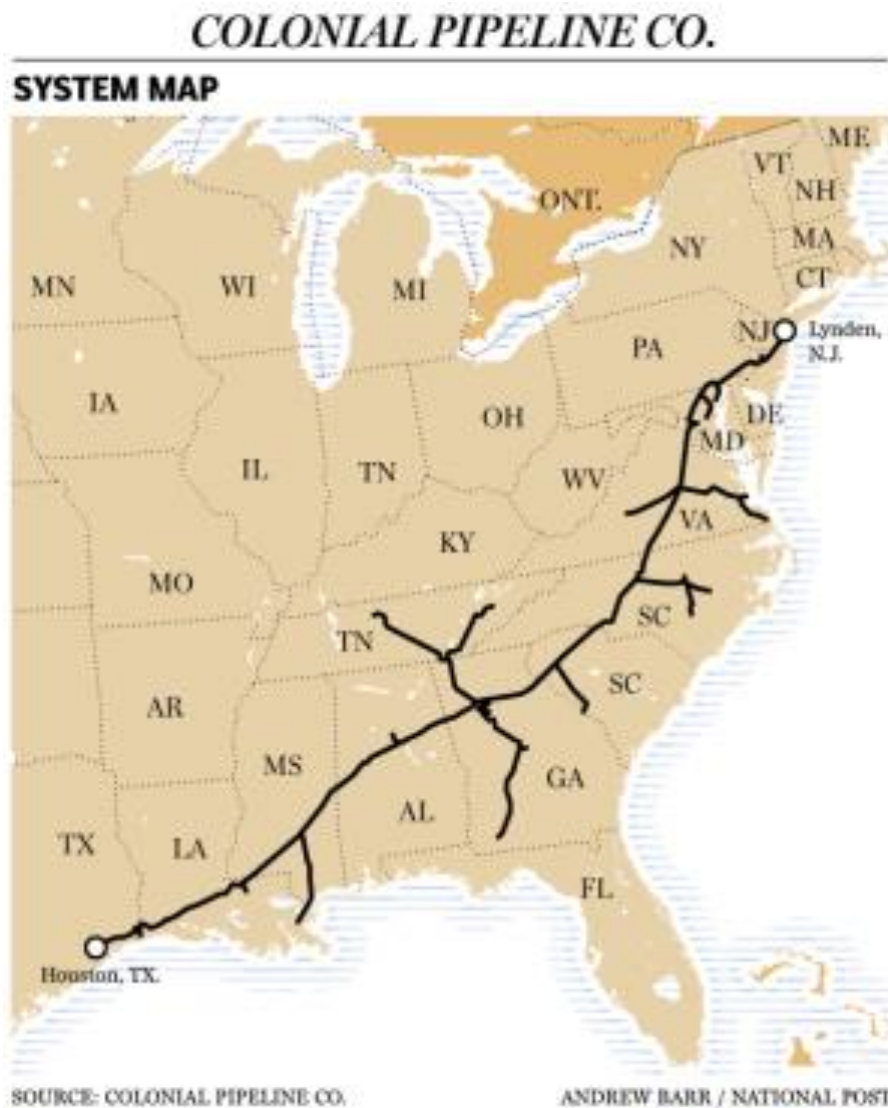 COLONIAL PIPELINE CO.
SYSTEM MAP
ME
VT
NH
ONT.
MA
NY
CT
MN
WI
MI
NJ
Lynden,
N.J.
PA
IA
OH
DE
MD
IL
TN
WV
VA
KY
MO
SC
TN
SC
AR
MS
GA
AL
TX
LA
FL
Houston, TX.
SOURCE: COLONIAL PIPELINE CO.
ANDREW BARR / NATIONAL POST